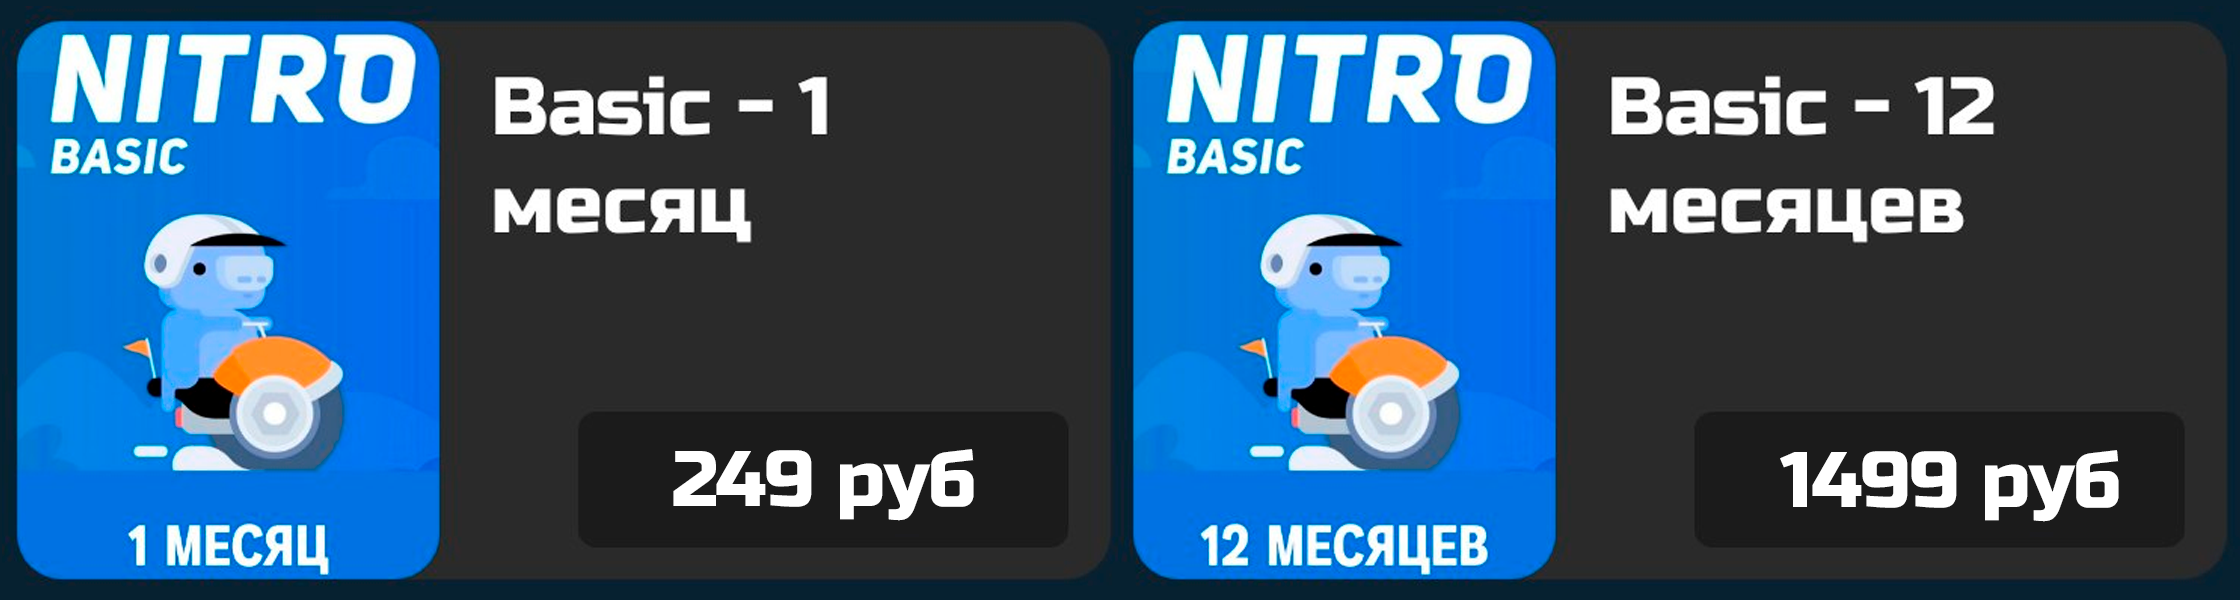 NITRO
BASIC
1 МЕСЯЦ
Basic - 1
месяц
249 руб
NITRO
BASIC
12 МЕСЯЦЕВ
Basic - 12
месяцев
1499 руб